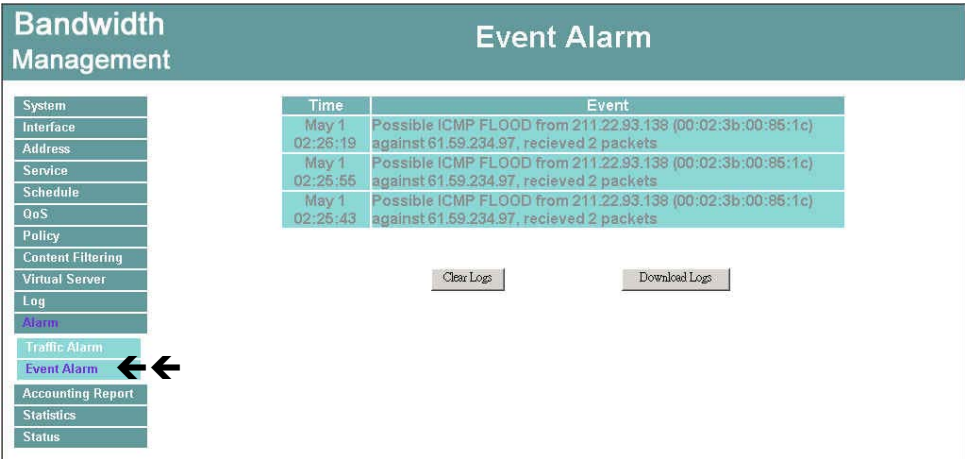 Bandwidth
Management
Event Alarm
System
Interface
Address
Service
Schedule
QoS
Policy
Content Filtering
Virtual Server
Log
Alarm
Traffic Alarm
Event Alarm
Accounting Report
Statistics
Status
Time Event
May 1
02:26:19
Possible ICMP FLOOD from 211.22.93.138 (00:02:3b:00:85:1c)
against 61.59.234.97, recieved 2 packets
May 1
02:25:55
Possible ICMP FLOOD from 211.22.93.138 (00:02:3b:00:85:1c)
against 61.59.234.97, recieved 2 packets
May 1
02:25:43
Possible ICMP FLOOD from 211.22.93.138 (00:02:3b:00:85:1c)
against 61.59.234.97, recieved 2 packets
Clear Logs
Download Logs